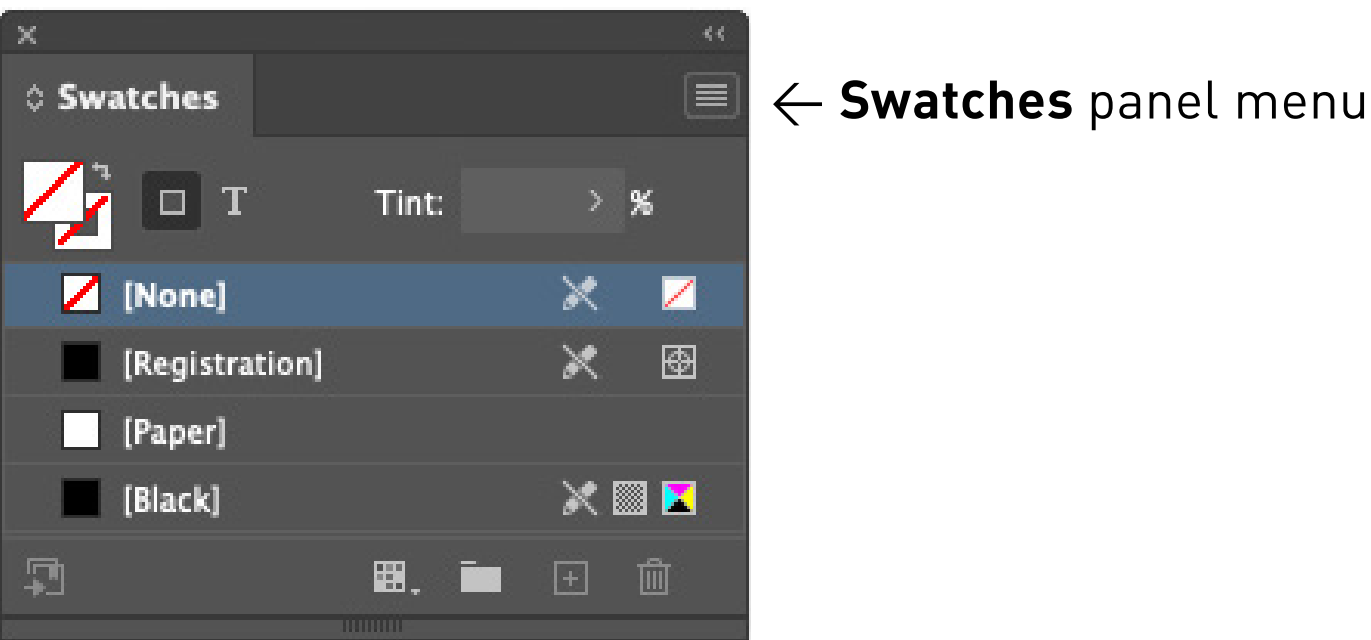 Swatches
← Swatches panel menu
T Tint: %
[None]
[Registration]
[Paper]
[Black]